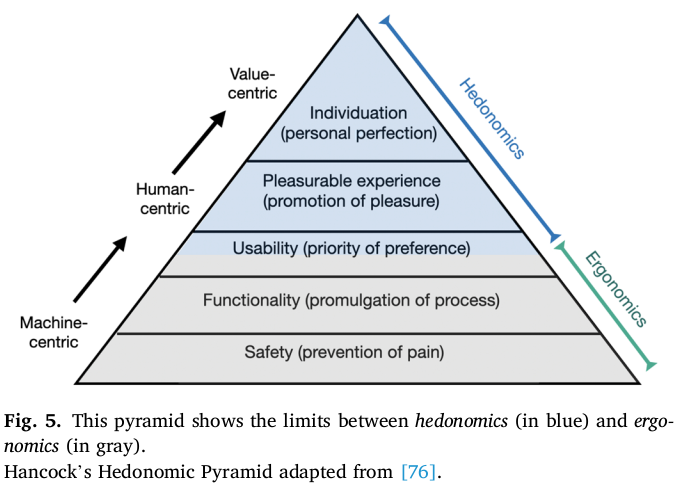 Value-
centric
Individuation
(personal perfection)
Hedonomics
Human-
centric
Pleasurable experience
(promotion of pleasure)
Usability (priority of preference)
Ergonomics
Functionality (promulgation of process)
Machine-
centric
Safety (prevention of pain)
Fig. 5. This pyramid shows the limits between hedonomics (in blue) and ergo-
nomics (in gray).
Hancock's Hedonomic Pyramid adapted from [76].